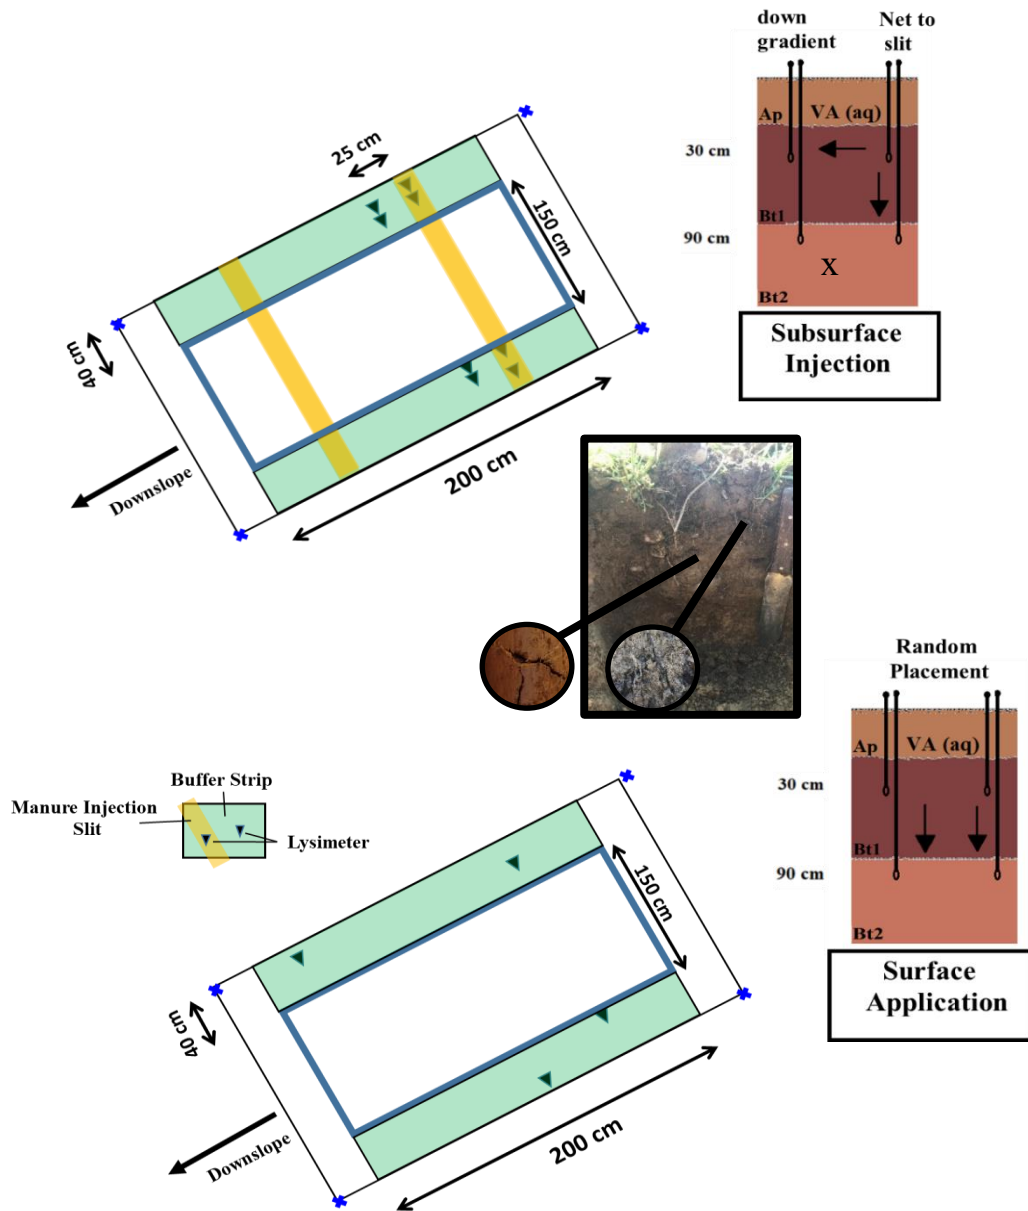 down
gradient
Net to
slit
Ap
VA (aq)
30 cm
Bt1
90 cm
X
Bt2
Subsurface
Injection
25 cm
150 cm
40 cm
Downslope
200 cm
Random
Placement
Ap
VA (aq)
30 cm
Bt1
90 cm
Bt2
Surface
Application
Buffer Strip
Manure Injection
Slit
Lysimeter
150 cm
40 cm
Downslope
200 cm